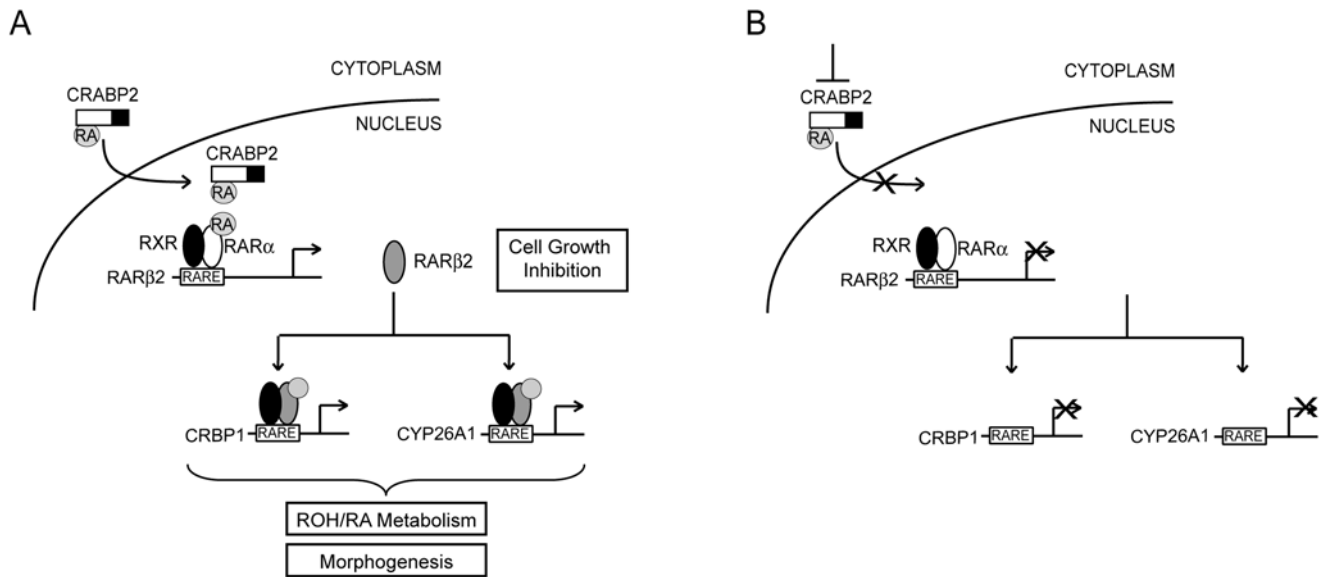 A
CYTOPLASM
CRABP2
NUCLEUS
RA
CRABP2
RA
RA
RXR
RARα
RARβ2
RARE
RARβ2
Cell Growth
Inhibition
CRBP1
RARE
CYP26A1
RARE
ROH/RA Metabolism
Morphogenesis
B
CYTOPLASM
CRABP2
NUCLEUS
RA
RXR
RARα
RARβ2
RARE
CRBP1
RARE
CYP26A1
RARE